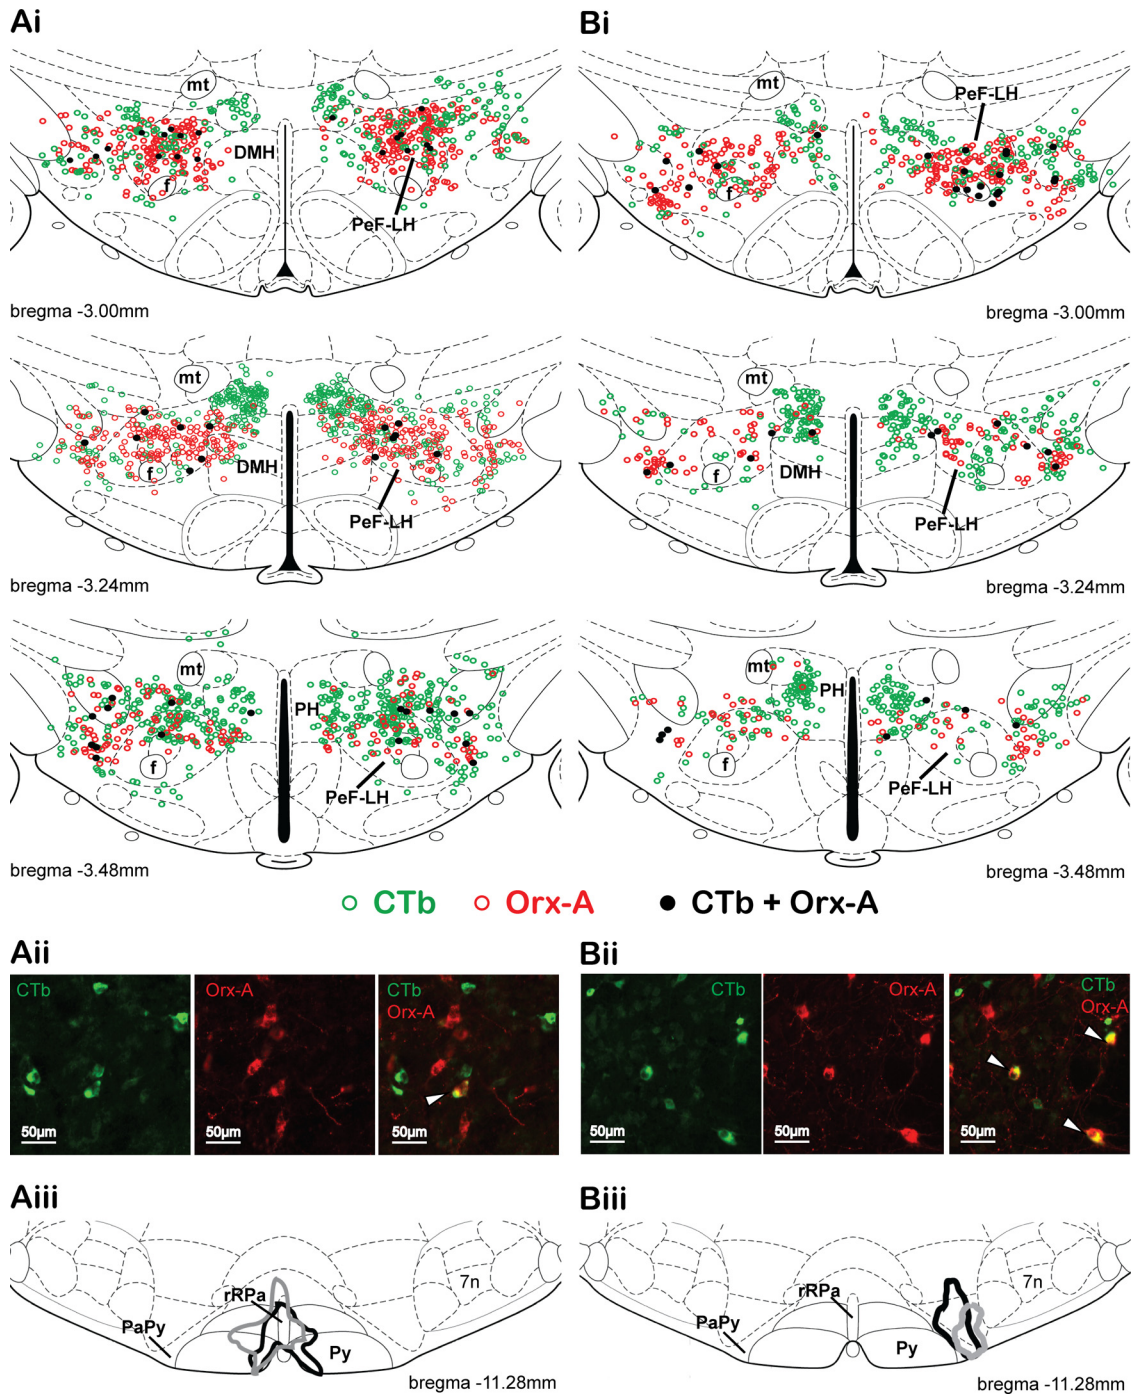 Ai
Bi
mt
DMH
f
PeF-LH
bregma -3.00mm
mt
PeF-LH
f
bregma -3.00mm
mt
DMH
f
PeF-LH
bregma -3.24mm
mt
DMH
f
PeF-LH
bregma -3.24mm
mt
PH
f
PeF-LH
bregma -3.48mm
mt
PH
f
PeF-LH
bregma -3.48mm
CTb Orx-A CTb + Orx-A
Aii
CTb
50µm
Orx-A
50µm
CTb
Orx-A
50µm
Bii
CTb
50µm
Orx-A
50µm
CTb
Orx-A
50µm
Aiii
7n
rRPa
PaPy
Py
bregma -11.28mm
Biii
7n
rRPa
PaPy
Py
bregma -11.28mm